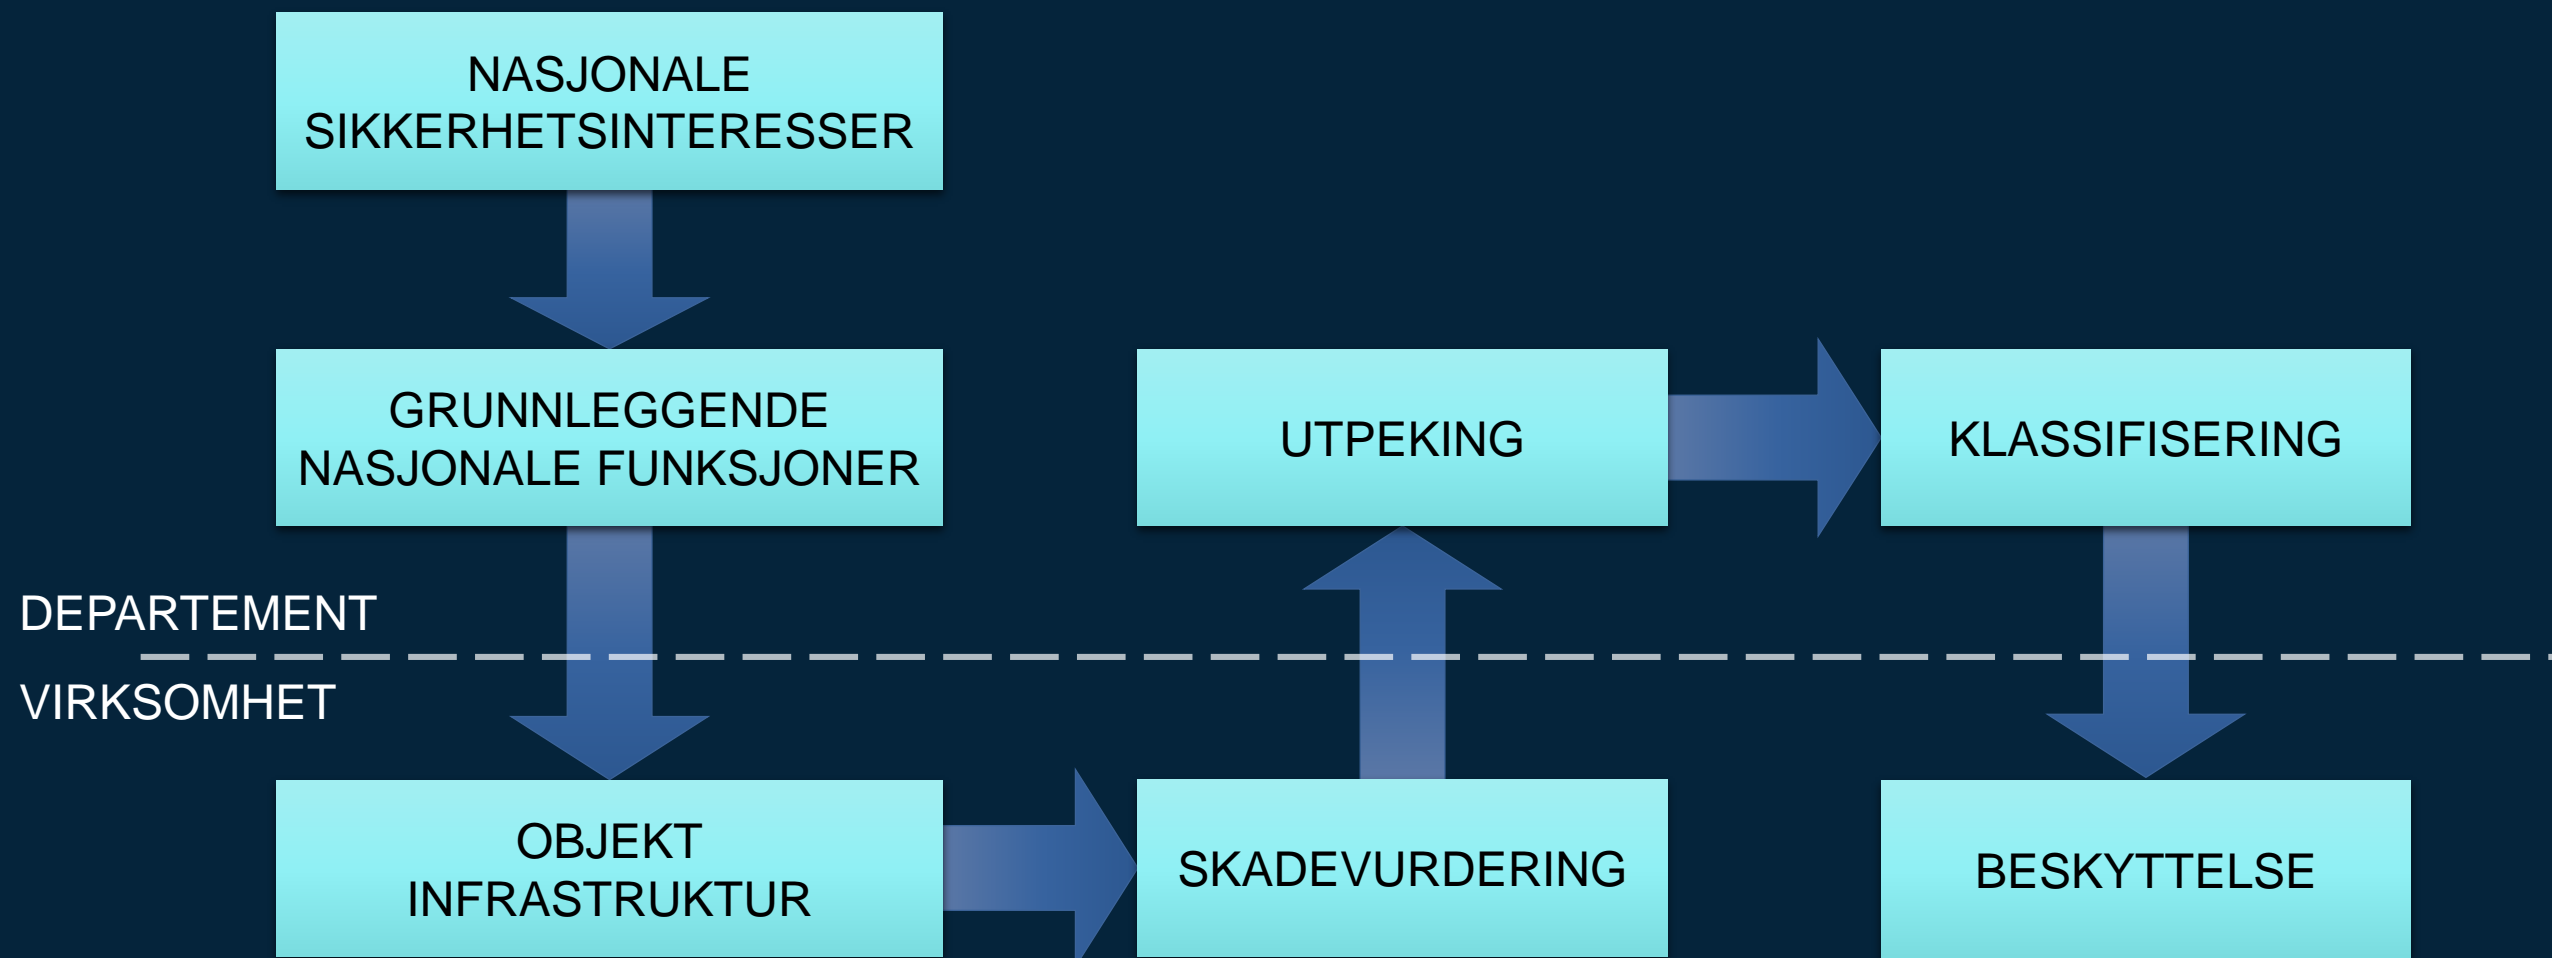 NASJONALE
SIKKERHETSINTERESSER
GRUNNLEGGENDE
NASJONALE FUNKSJONER
UTPEKING
KLASSIFISERING
DEPARTEMENT
VIRKSOMHET
OBJEKT
INFRASTRUKTUR
SKADEVURDERING
BESKYTTELSE